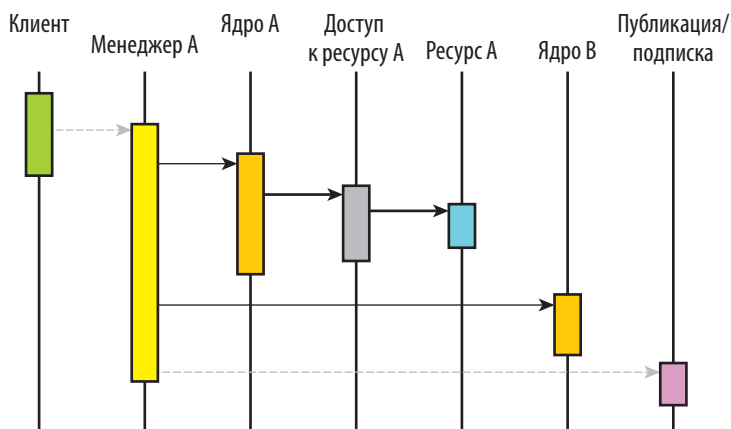 Клиент
Менеджер А
Ядро А
Доступ
к ресурсу А
Ресурс А
Ядро В
Публикация/
подписка